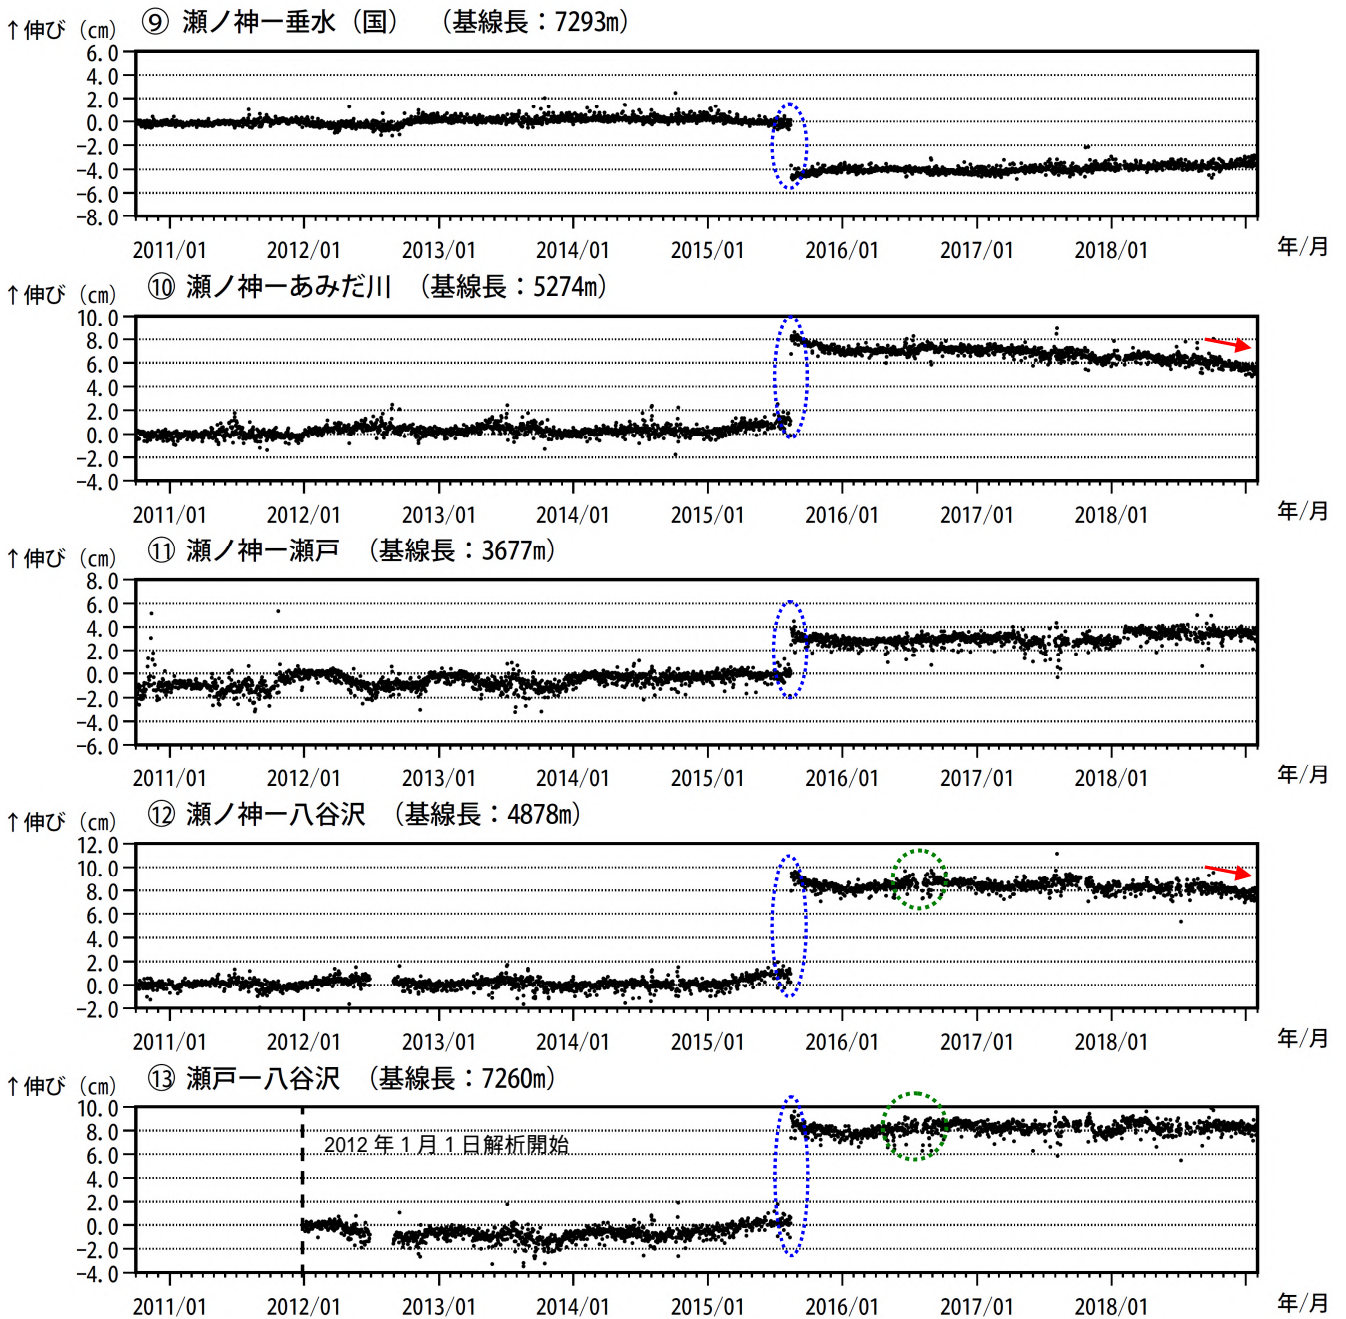 ⑨ 瀬ノ神ー垂水（国） （基線長：7293m）
↑伸び（cm）
6.0
4.0
2.0
0.0
−2.0
−4.0
−6.0
−8.0
2011/01 2012/01 2013/01 2014/01 2015/01 2016/01 2017/01 2018/01 年/月
⑩ 瀬ノ神ーあみだ川 （基線長：5274m）
↑伸び（cm）
10.0
8.0
6.0
4.0
2.0
0.0
−2.0
−4.0
2011/01 2012/01 2013/01 2014/01 2015/01 2016/01 2017/01 2018/01 年/月
⑪ 瀬ノ神ー瀬戸 （基線長：3677m）
↑伸び（cm）
8.0
6.0
4.0
2.0
0.0
−2.0
−4.0
−6.0
2011/01 2012/01 2013/01 2014/01 2015/01 2016/01 2017/01 2018/01 年/月
⑫ 瀬ノ神ー八谷沢 （基線長：4878m）
↑伸び（cm）
12.0
10.0
8.0
6.0
4.0
2.0
0.0
−2.0
2011/01 2012/01 2013/01 2014/01 2015/01 2016/01 2017/01 2018/01 年/月
⑬ 瀬戸ー八谷沢 （基線長：7260m）
↑伸び（cm）
10.0
8.0
2012 年 1 月 1 日解析開始
6.0
4.0
2.0
0.0
−2.0
−4.0
2011/01 2012/01 2013/01 2014/01 2015/01 2016/01 2017/01 2018/01 年/月